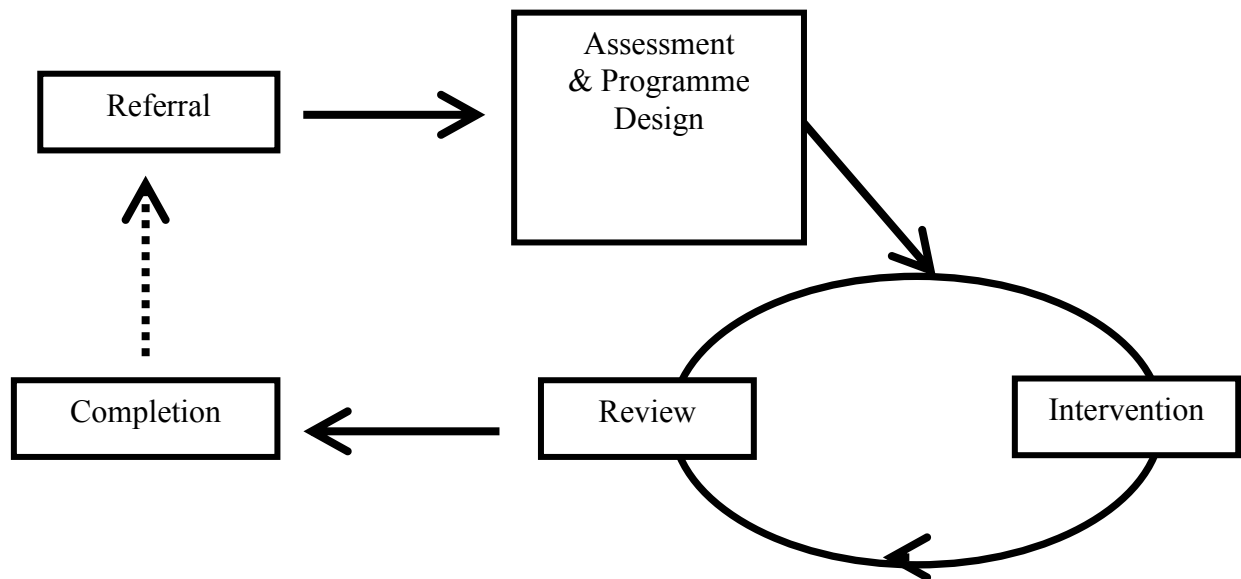 Referral
Assessment
& Programme
Design
Completion
Review
Intervention